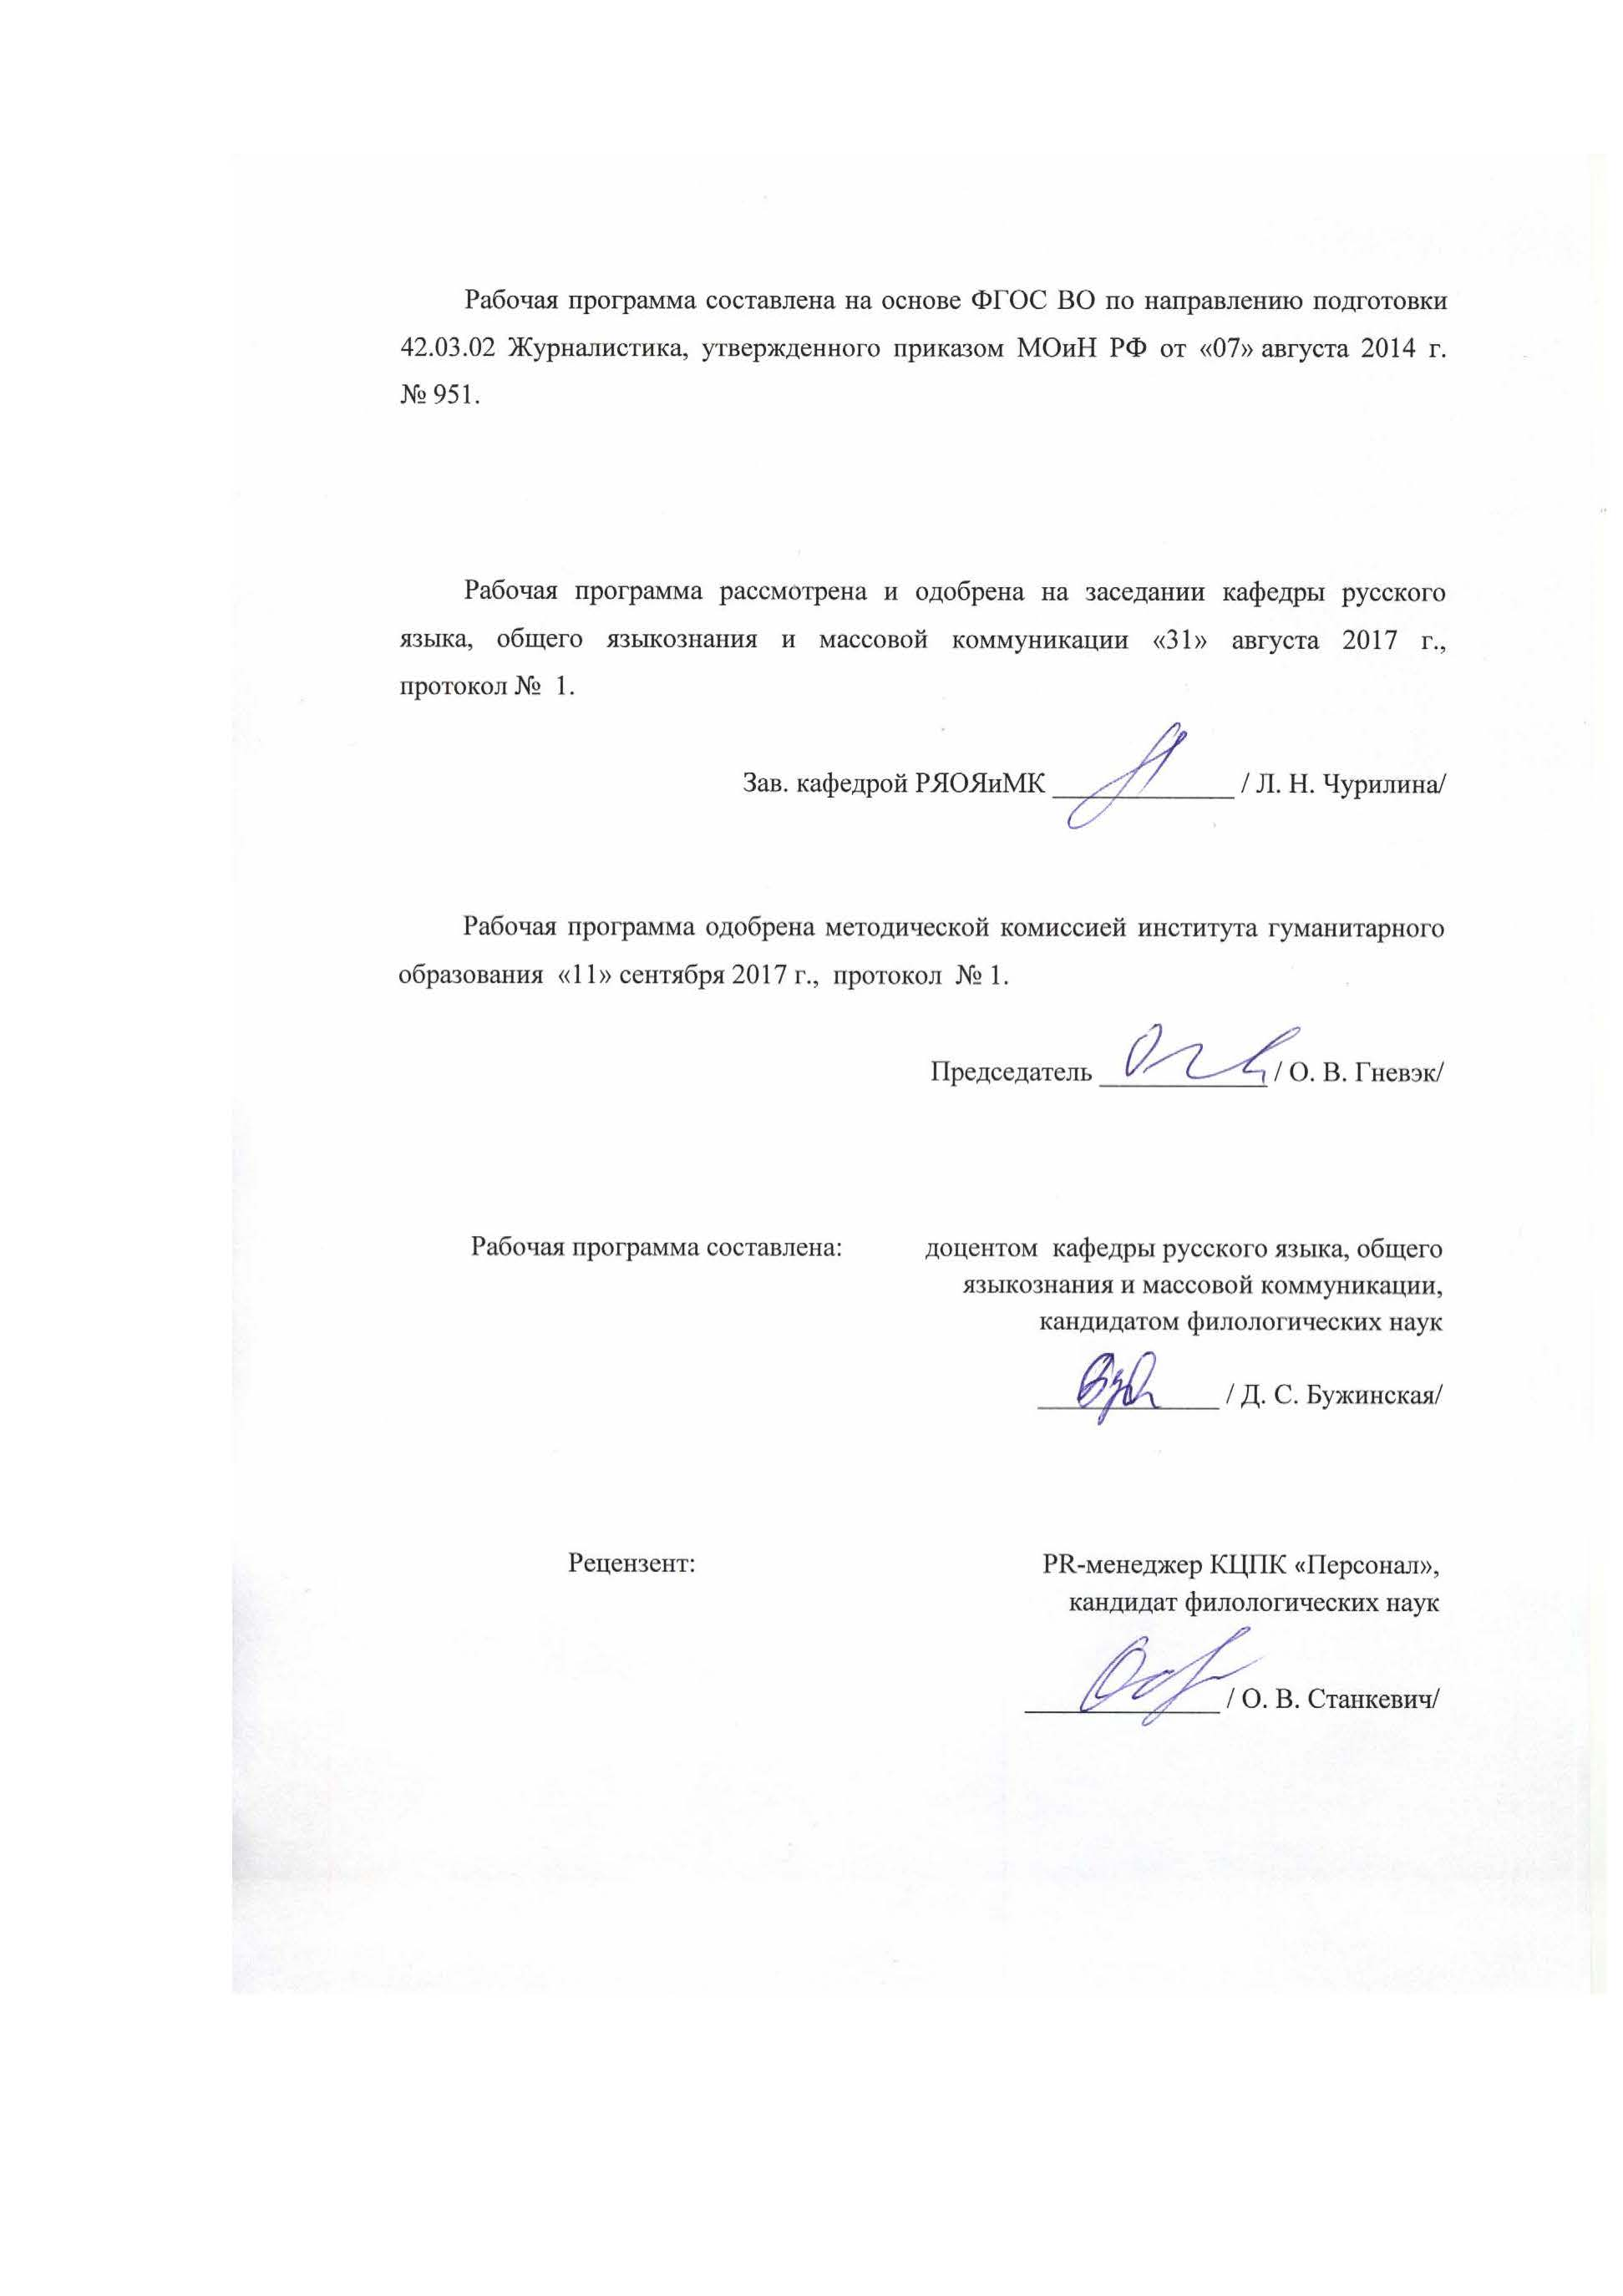 Рабочая программа составлена на основе ФГОС ВО по направлению подготовки
42.03.02 Журналистика, утвержденного приказом МОиН РФ от «07» августа 2014 г.
№ 951.
Рабочая программа рассмотрена и одобрена на заседании кафедры русского
языка, общего языкознания и массовой коммуникации «31» августа 2017 г.,
протокол № 1.
Зав. кафедрой РЯОЯиМК _____________ / Л. Н. Чурилина/
Рабочая программа одобрена методической комиссией института гуманитарного
образования «11» сентября 2017 г., протокол № 1.
Председатель ____________ / О. В. Гневэк/
Рабочая программа составлена: доцентом кафедры русского языка, общего
языкознания и массовой коммуникации,
кандидатом филологических наук
_____________ / Д. С. Бужинская/
Рецензент: PR-менеджер КЦПК «Персонал»,
кандидат филологических наук
______________ / О. В. Станкевич/